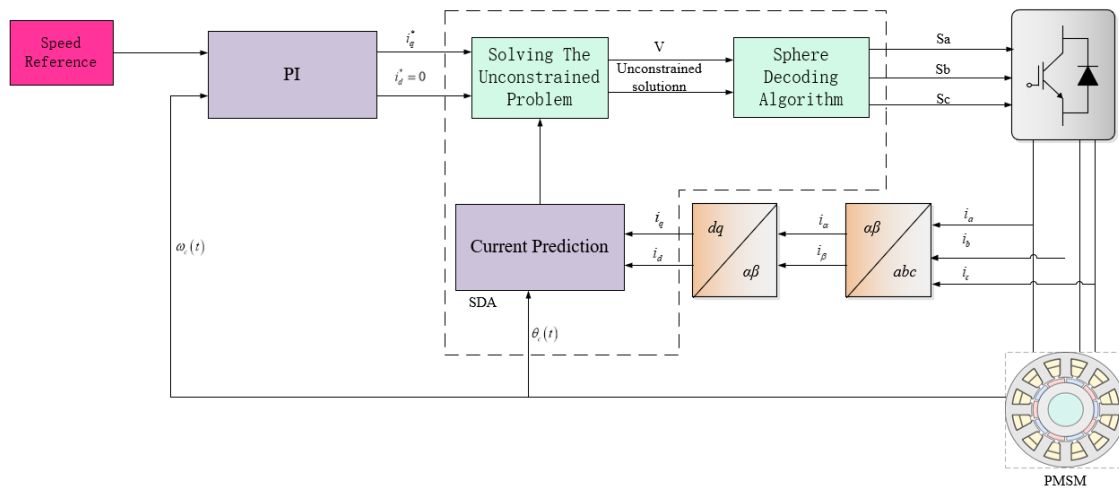 Speed
Reference
PI
i_q^*
i_d^* = 0
Solving The
Unconstrained
Problem
V
Unconstrained
solutionn
Sphere
Decoding
Algorithm
Sa
Sb
Sc
Current Prediction
SDA
i_q
i_d
dq
αβ
i_α
i_β
αβ
abc
i_a
i_b
i_c
ω_c(t)
θ_c(t)
PMSM